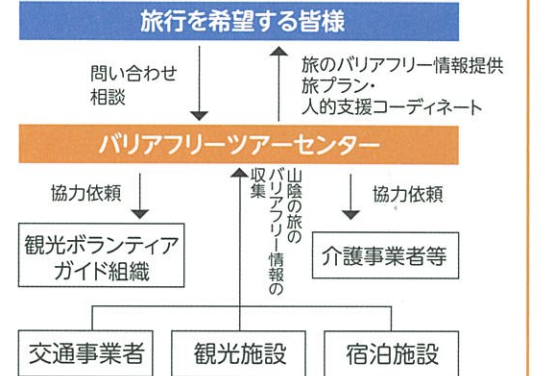 旅行を希望する皆様
問い合わせ
相談
旅のバリアフリー情報提供
旅プラン・
人的支援コーディネート
バリアフリーツアーセンター
協力依頼
山陰の旅の
バリアフリー情報の
収集
協力依頼
観光ボランティア
ガイド組織
介護事業者等
交通事業者
観光施設
宿泊施設